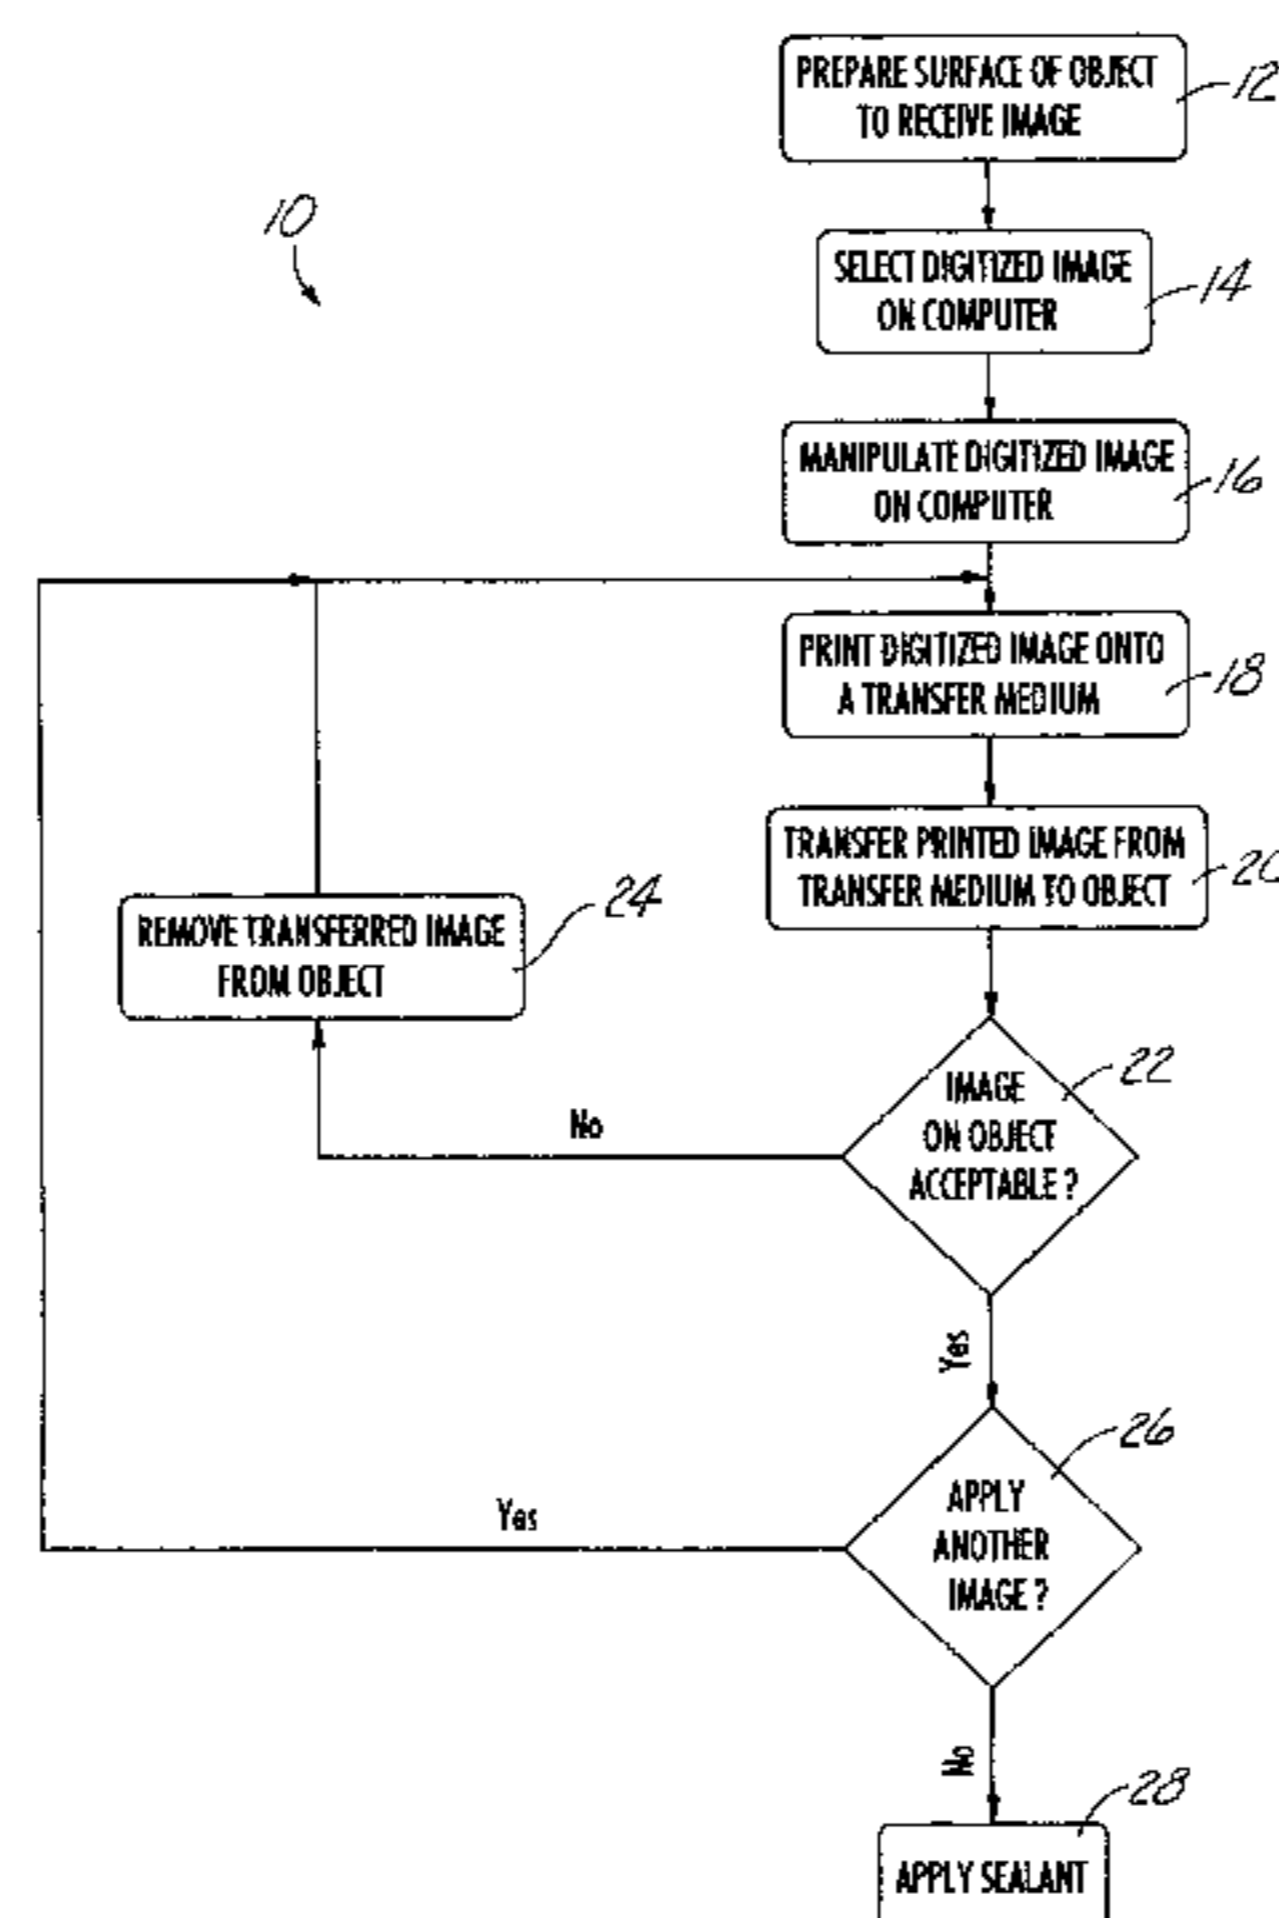 PREPARE SURFACE OF OBJECT
TO RECEIVE IMAGE
12
10
SELECT DIGITIZED IMAGE
ON COMPUTER
14
MANIPULATE DIGITIZED IMAGE
ON COMPUTER
16
PRINT DIGITIZED IMAGE ONTO
A TRANSFER MEDIUM
18
TRANSFER PRINTED IMAGE FROM
TRANSFER MEDIUM TO OBJECT
20
REMOVE TRANSFERRED IMAGE
FROM OBJECT
24
IMAGE
ON OBJECT
ACCEPTABLE ?
22
No
Yes
APPLY
ANOTHER
IMAGE ?
26
Yes
No
APPLY SEALANT
28